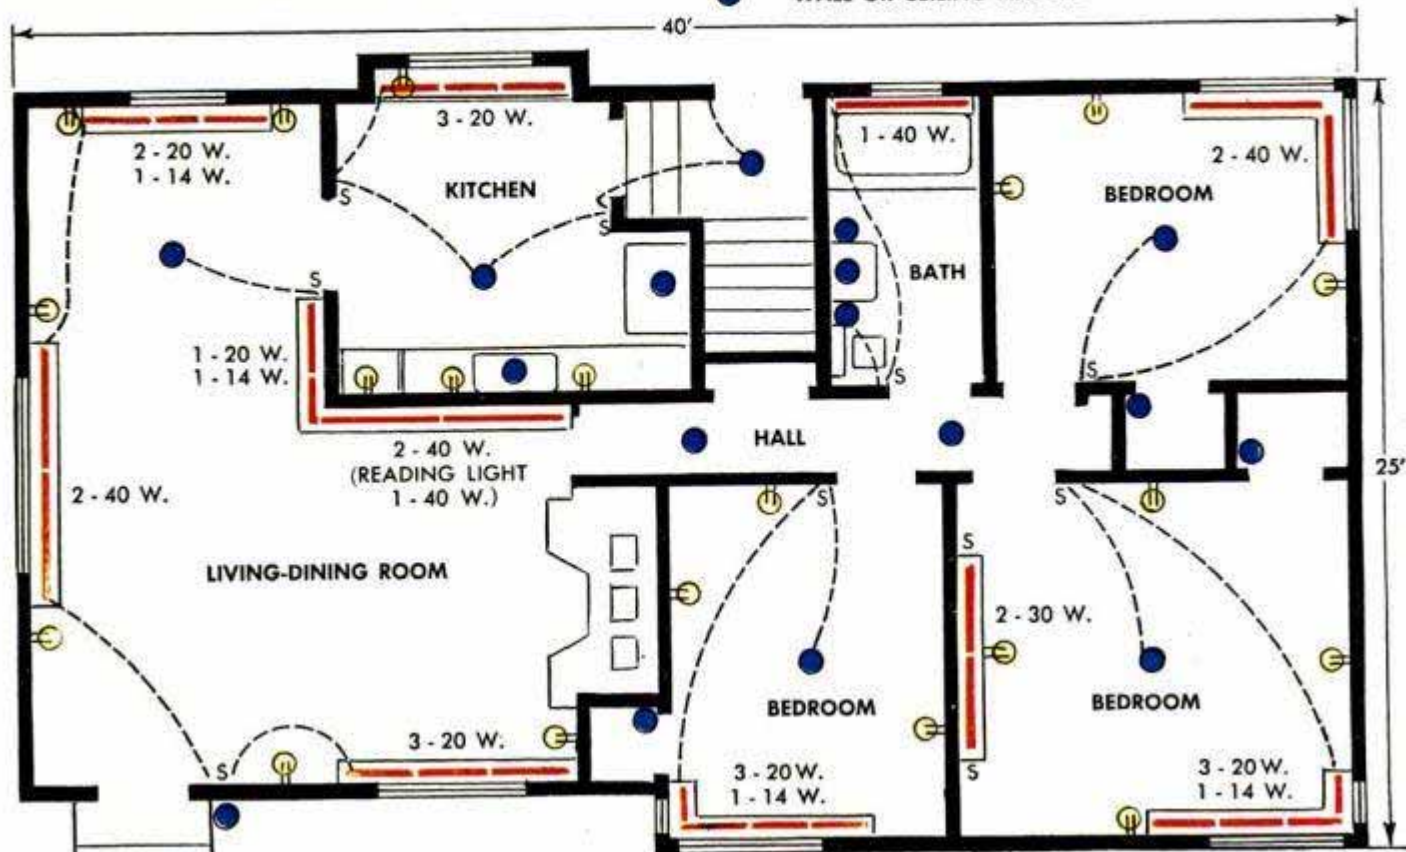 40'
3 - 20 W.
2 - 20 W.
1 - 14 W.
1 - 40 W.
2 - 40 W.
KITCHEN
S
BEDROOM
S
BATH
S
1 - 20 W.
1 - 14 W.
S
S
HALL
2 - 40 W.
(READING LIGHT
1 - 40 W.)
25'
2 - 40 W.
S
S
S
LIVING-DINING ROOM
2 - 30 W.
BEDROOM
BEDROOM
3 - 20 W.
S
S
3 - 20 W.
1 - 14 W.
3 - 20 W.
1 - 14 W.